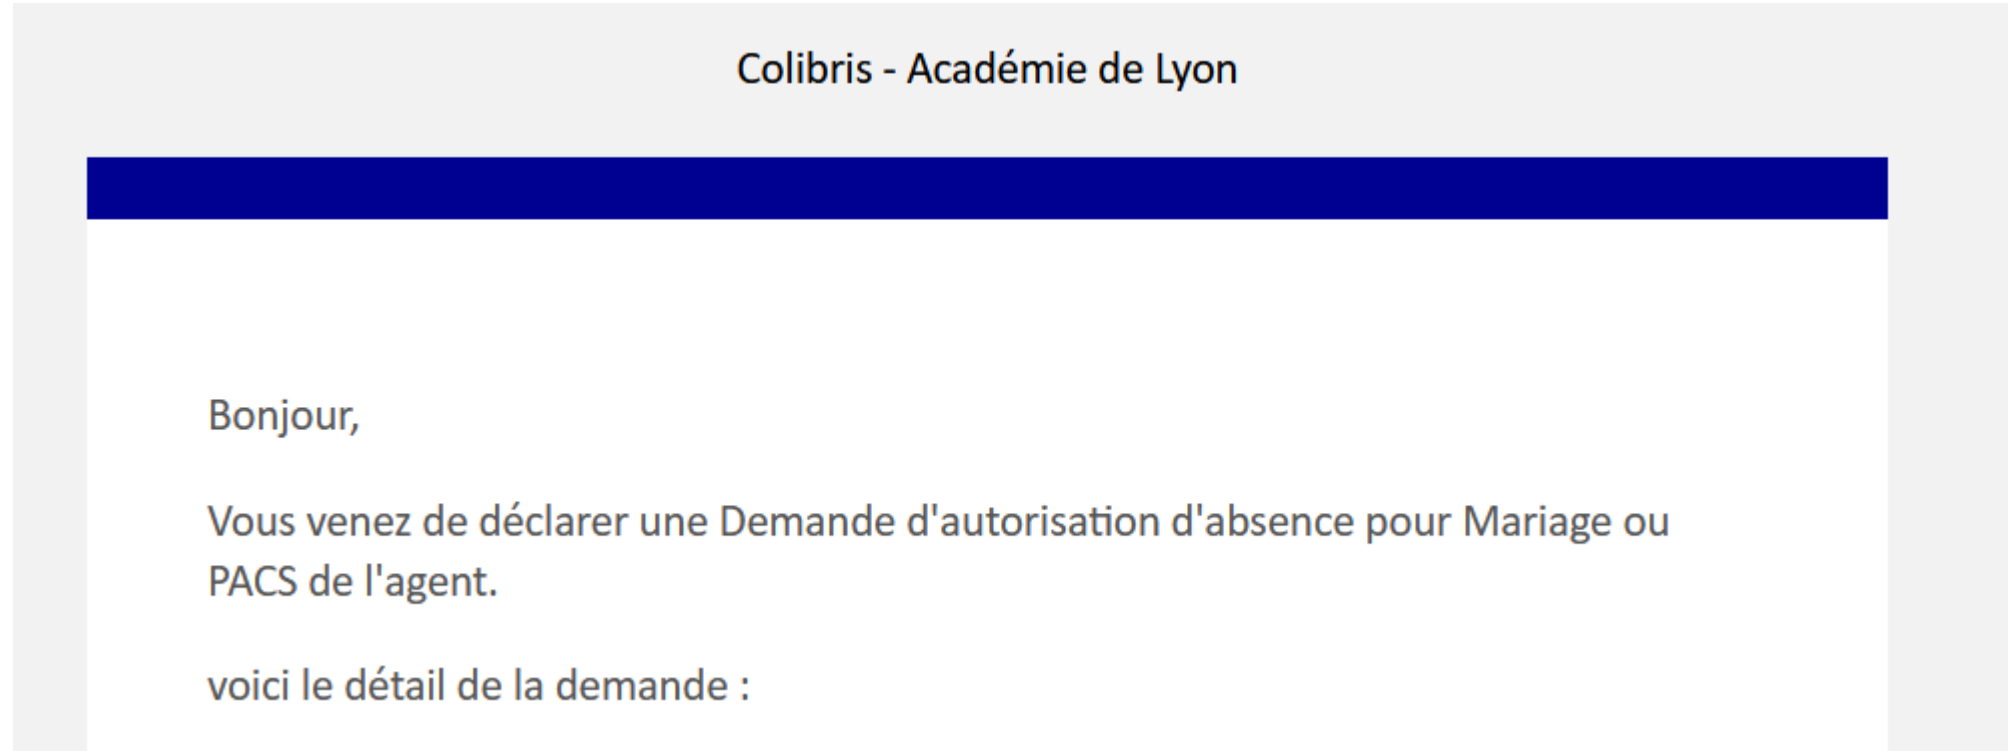 Colibris - Académie de Lyon
Bonjour,
Vous venez de déclarer une Demande d'autorisation d'absence pour Mariage ou
PACS de l'agent.
voici le détail de la demande :